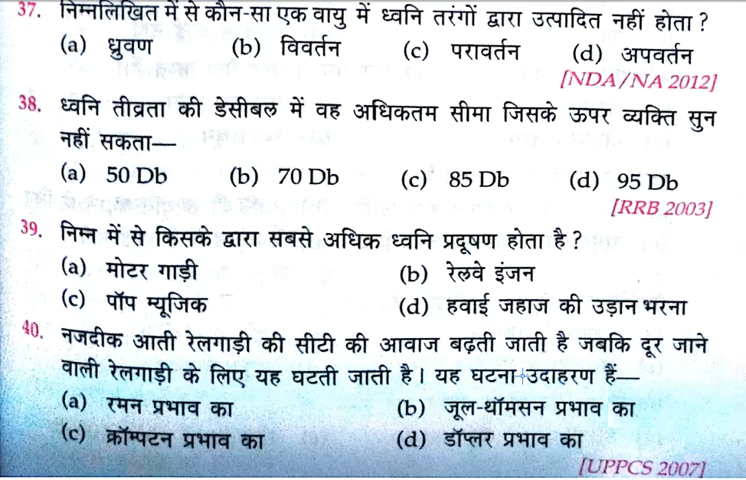 37. निम्नलिखित में से कौन-सा एक वायु में ध्वनि तरंगों द्वारा उत्पादित नहीं होता ?
(a) ध्रुवण (b) विवर्तन (c) परावर्तन (d) अपवर्तन
[NDA/NA 2012]
38. ध्वनि तीव्रता की डेसीबल में वह अधिकतम सीमा जिसके ऊपर व्यक्ति सुन
नहीं सकता—
(a) 50 Db (b) 70 Db (c) 85 Db (d) 95 Db
[RRB 2003]
39. निम्न में से किसके द्वारा सबसे अधिक ध्वनि प्रदूषण होता है ?
(a) मोटर गाड़ी (b) रेलवे इंजन
(c) पॉप म्यूजिक (d) हवाई जहाज की उड़ान भरना
40. नजदीक आती रेलगाड़ी की सीटी की आवाज बढ़ती जाती है जबकि दूर जाने
वाली रेलगाड़ी के लिए यह घटती जाती है। यह घटना उदाहरण हैं—
(a) रमन प्रभाव का (b) जूल-थॉमसन प्रभाव का
(c) क्रॉम्पटन प्रभाव का (d) डॉप्लर प्रभाव का
[UPPCS 2007]